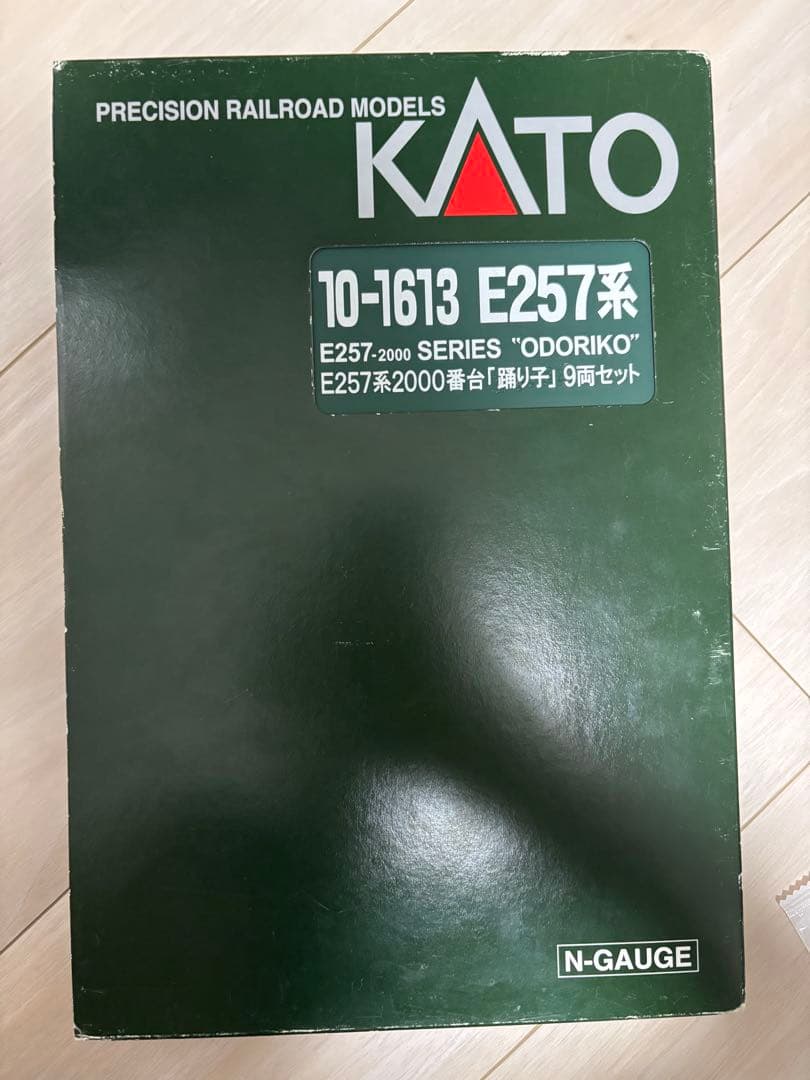 PRECISION RAILROAD MODELS
KATO
10-1613 E257系
E257-2000 SERIES "ODORIKO"
E257系2000番台「踊り子」9両セット
N-GAUGE